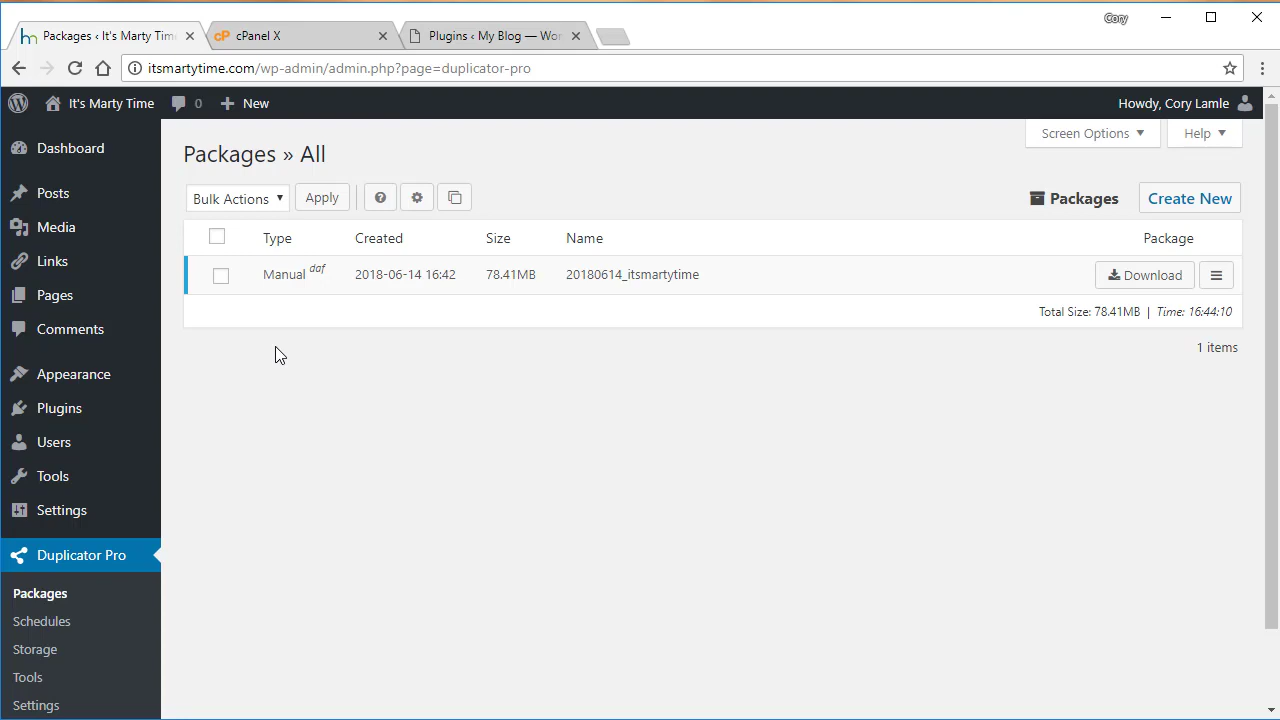 Cory
Packages ‹ It's Marty Tim
cPanel X
Plugins ‹ My Blog — Wor
itsmartytime.com/wp-admin/admin.php?page=duplicator-pro
It's Marty Time
0
New
Howdy, Cory Lamle
Screen Options
Help
Dashboard
Posts
Media
Links
Pages
Comments
Appearance
Plugins
Users
Tools
Settings
Duplicator Pro
Packages
Schedules
Storage
Tools
Settings
Packages » All
Bulk Actions
Apply
Packages
Create New
Type Created Size Name Package
Manual daf 2018-06-14 16:42 78.41MB 20180614_itsmartytime Download
Total Size: 78.41MB | Time: 16:44:10
1 items